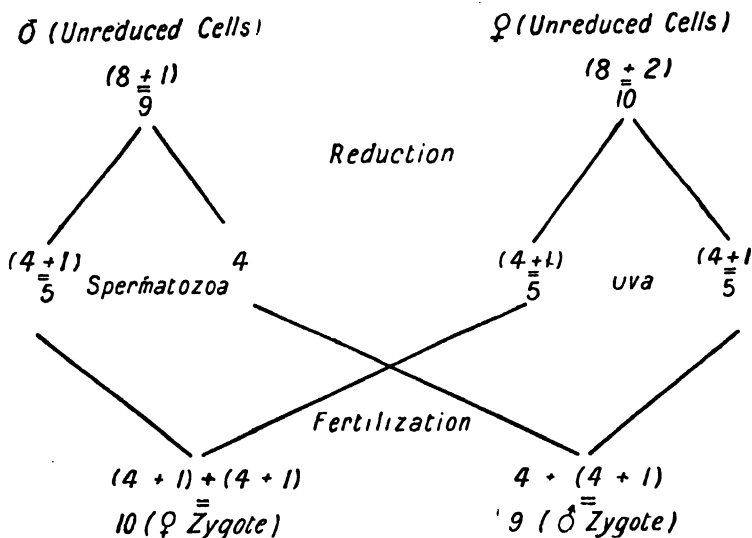 ♂ (Unreduced Cells) ♀ (Unreduced Cells)
(8 + 1) (8 + 2)
= =
9 10
Reduction
(4 + 1) 4 (4 + 1) (4 + 1
= = =
5 Spermatozoa 5 uva 5
Fertilization
(4 + 1) + (4 + 1) 4 + (4 + 1)
= =
10 (♀ Zygote) 9 (♂ Zygote)